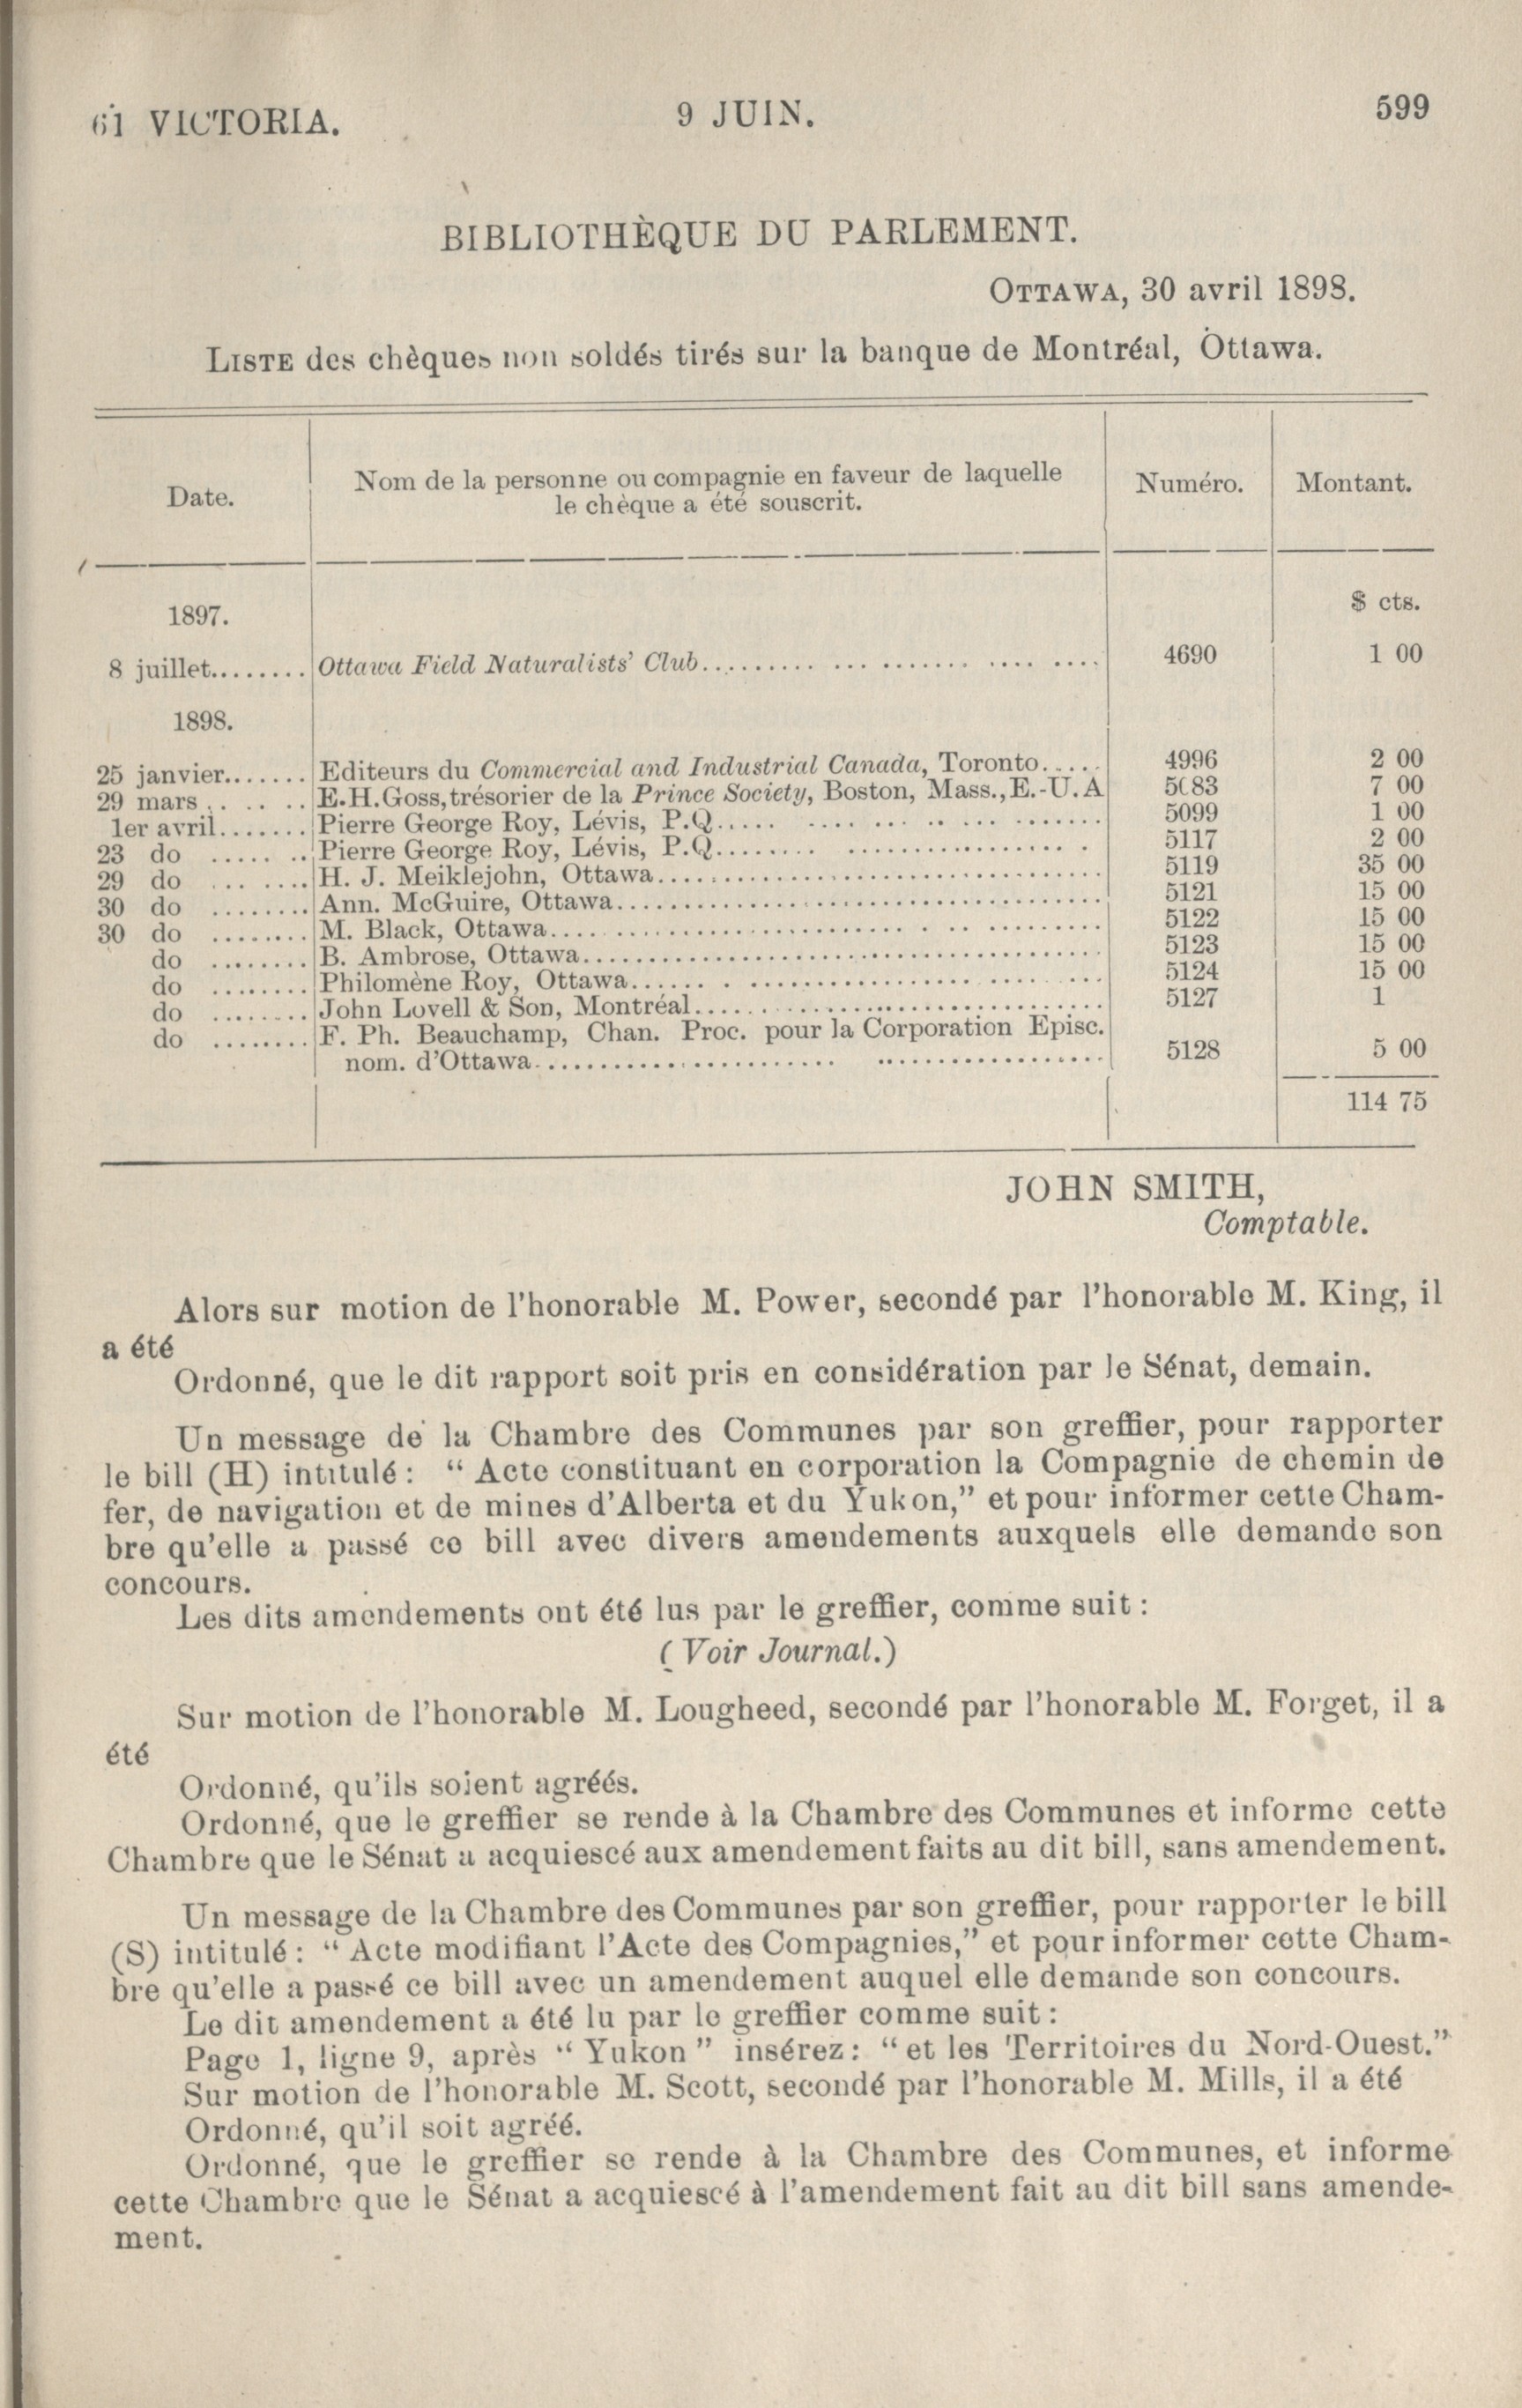 61 VICTORIA. 9 JUIN. 599
BIBLIOTHÈQUE DU PARLEMENT.
OTTAWA, 30 avril 1898.
LISTE des chèques non soldés tirés sur la banque de Montréal, Ottawa.
Date. Nom de la personne ou compagnie en faveur de laquelle le chèque a été souscrit. Numéro. Montant.
1897. $ cts.
8 juillet........ Ottawa Field Naturalists' Club.......... 4690 1 00
1898.
25 janvier....... Editeurs du Commercial and Industrial Canada, Toronto..... 4996 2 00
29 mars....... E.H.Goss, trésorier de la Prince Society, Boston, Mass., E.-U.A 5083 7 00
1er avril....... Pierre George Roy, Lévis, P.Q.......... 5099 1 00
23 do ....... Pierre George Roy, Lévis, P.Q.......... 5117 2 00
29 do ....... H. J. Meiklejohn, Ottawa.......... 5119 35 00
30 do ........ Ann. McGuire, Ottawa.......... 5121 15 00
30 do ........ M. Black, Ottawa.......... 5122 15 00
do ........ B. Ambrose, Ottawa.......... 5123 15 00
do ........ Philomène Roy, Ottawa.......... 5124 15 00
do ........ John Lovell & Son, Montréal.......... 5127 1
do ........ F. Ph. Beauchamp, Chan. Proc. pour la Corporation Episc.
nom. d'Ottawa.......... 5128 5 00
114 75
JOHN SMITH,
Comptable.
Alors sur motion de l'honorable M. Power, secondé par l'honorable M. King, il
a été
Ordonné, que le dit rapport soit pris en considération par le Sénat, demain.
Un message de la Chambre des Communes par son greffier, pour rapporter
le bill (H) intitulé : “ Acte constituant en corporation la Compagnie de chemin de
fer, de navigation et de mines d'Alberta et du Yukon,” et pour informer cette Cham-
bre qu'elle a passé ce bill avec divers amendements auxquels elle demande son
concours.
Les dits amendements ont été lus par le greffier, comme suit :
(Voir Journal.)
Sur motion de l'honorable M. Lougheed, secondé par l'honorable M. Forget, il a
été
Ordonné, qu'ils soient agréés.
Ordonné, que le greffier se rende à la Chambre des Communes et informe cette
Chambre que le Sénat a acquiescé aux amendement faits au dit bill, sans amendement.
Un message de la Chambre des Communes par son greffier, pour rapporter le bill
(S) intitulé : “ Acte modifiant l'Acte des Compagnies,” et pour informer cette Cham-
bre qu'elle a passé ce bill avec un amendement auquel elle demande son concours.
Le dit amendement a été lu par le greffier comme suit :
Page 1, ligne 9, après “ Yukon ” insérez : “ et les Territoires du Nord-Ouest.”
Sur motion de l'honorable M. Scott, secondé par l'honorable M. Mills, il a été
Ordonné, qu'il soit agréé.
Ordonné, que le greffier se rende à la Chambre des Communes, et informe
cette Chambre que le Sénat a acquiescé à l'amendement fait au dit bill sans amende-
ment.